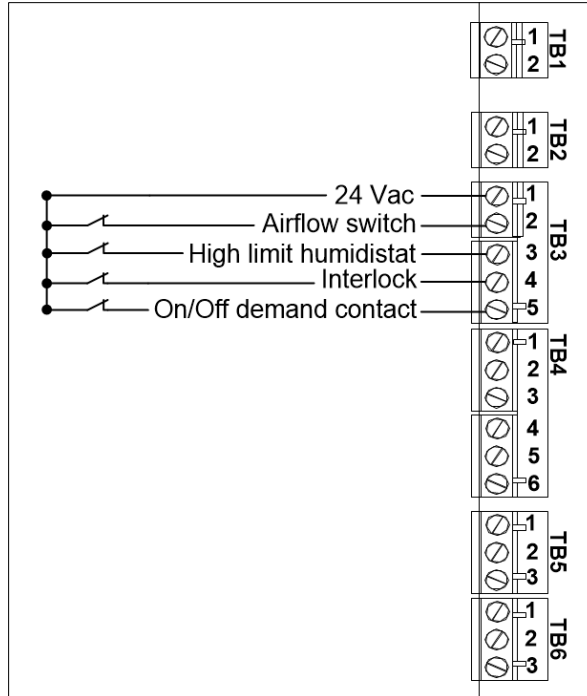 1
2
TB1
1
2
TB2
24 Vac
1
Airflow switch
2
High limit humidistat
3
Interlock
4
On/Off demand contact
5
TB3
1
2
3
4
5
6
TB4
1
2
3
TB5
1
2
3
TB6